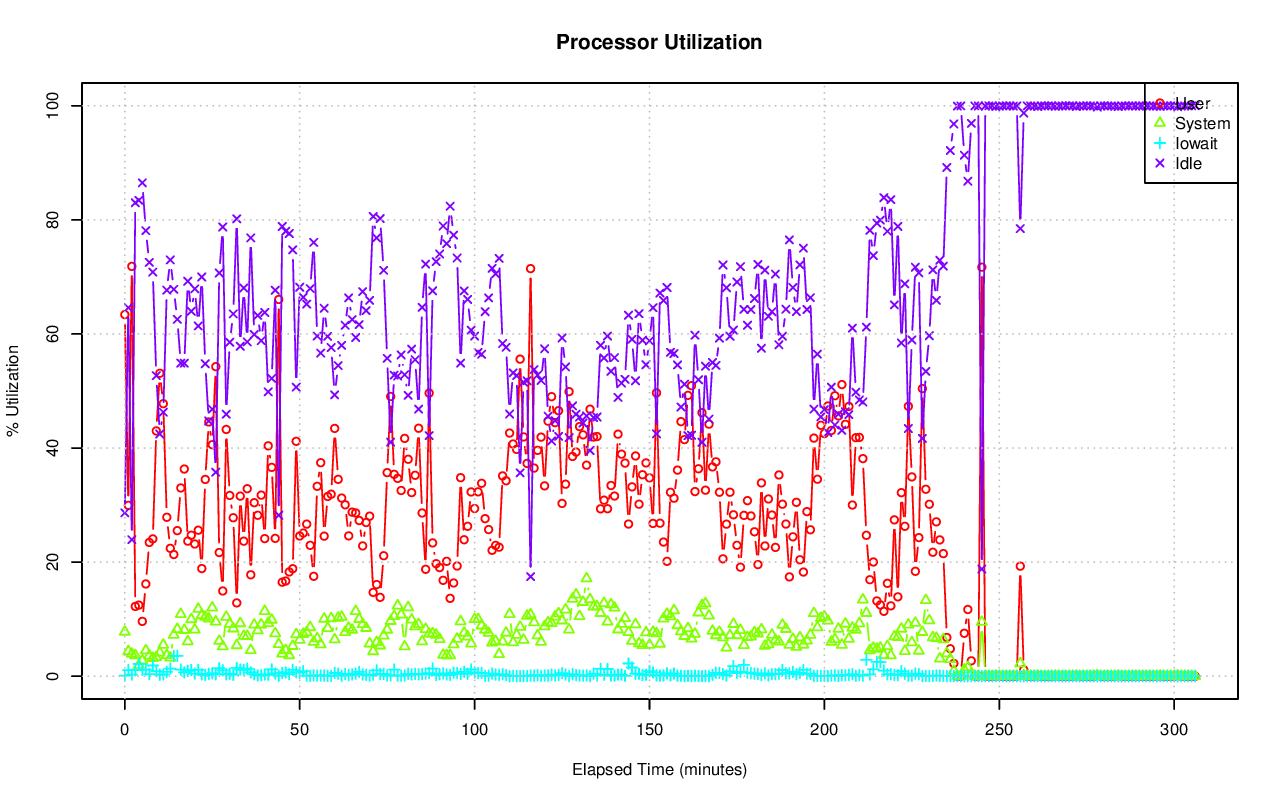 Processor Utilization
% Utilization
100
80
60
40
20
0
User
System
Iowait
Idle
0 50 100 150 200 250 300
Elapsed Time (minutes)